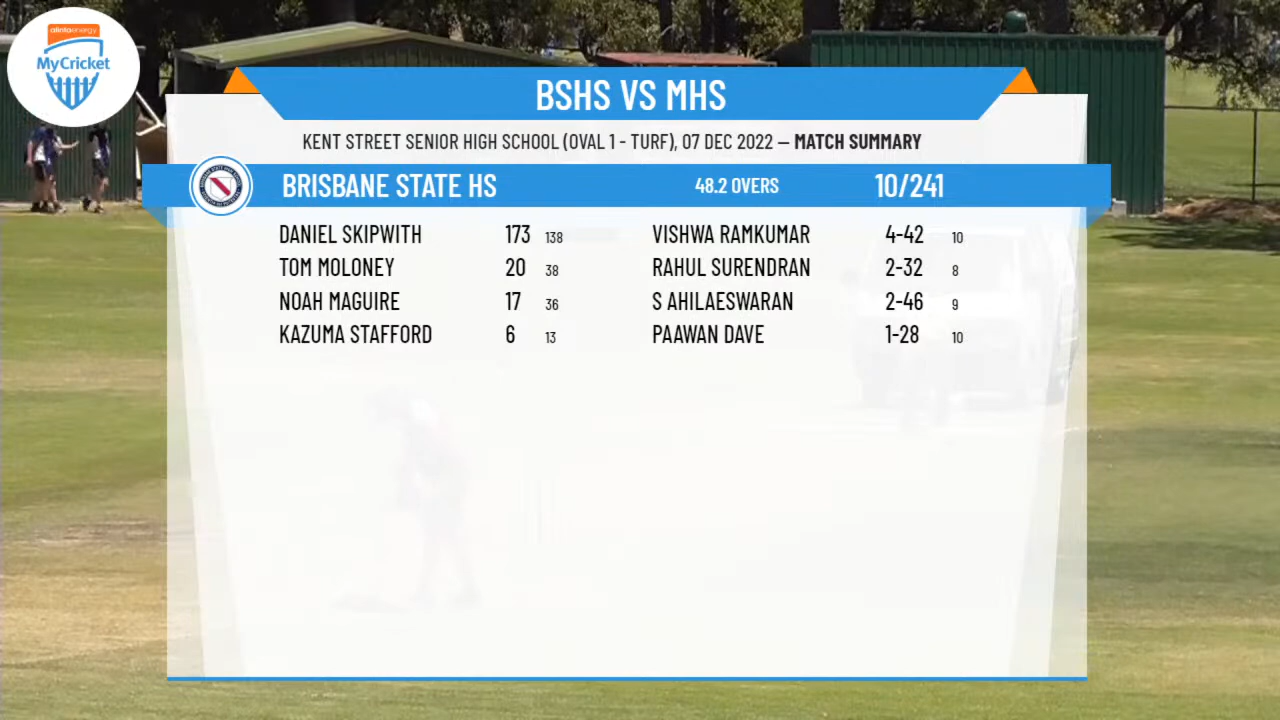 alintaenergy
MyCricket
BSHS VS MHS
KENT STREET SENIOR HIGH SCHOOL (OVAL 1 - TURF), 07 DEC 2022 – MATCH SUMMARY
BRISBANE STATE HS 48.2 OVERS 10/241
DANIEL SKIPWITH 173 138 VISHWA RAMKUMAR 4-42 10
TOM MOLONEY 20 38 RAHUL SURENDRAN 2-32 8
NOAH MAGUIRE 17 36 S AHILAESWARAN 2-46 9
KAZUMA STAFFORD 6 13 PAAWAN DAVE 1-28 10